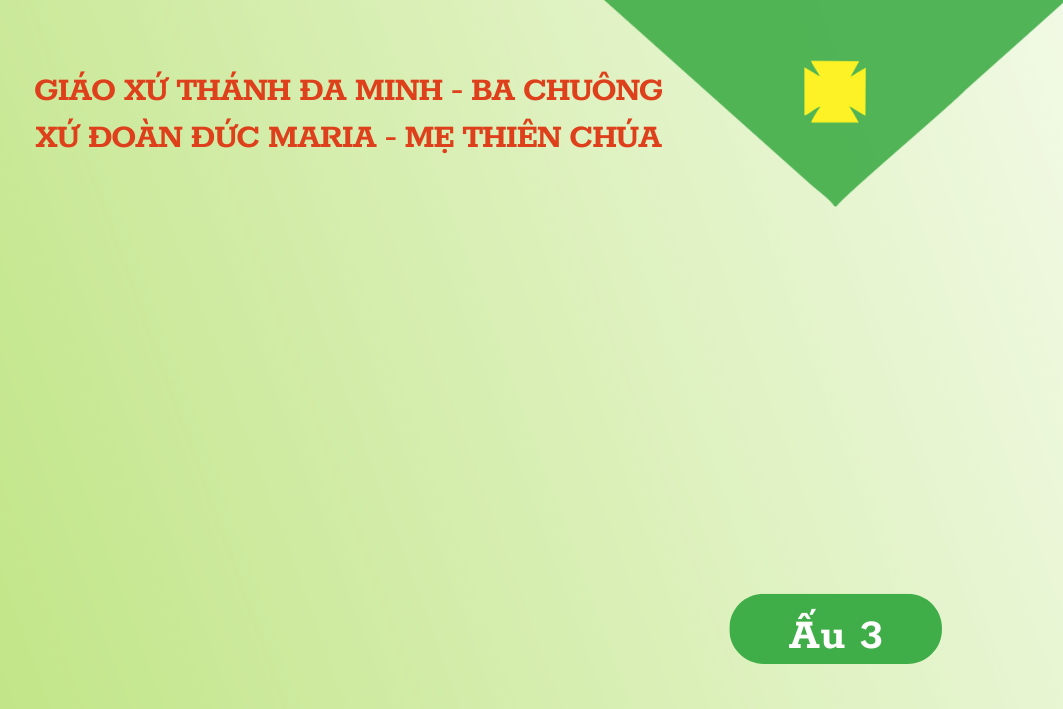 GIÁO XỨ THÁNH ĐA MINH - BA CHUÔNG
XỨ ĐOÀN ĐỨC MARIA - MẸ THIÊN CHÚA
Ấu 3